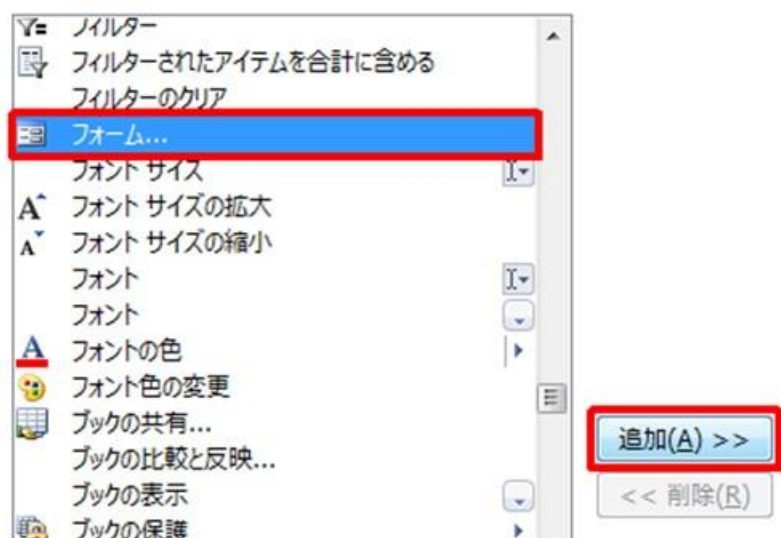 フィルター
フィルターされたアイテムを合計に含める
フィルターのクリア
フォーム...
フォント サイズ
フォント サイズの拡大
フォント サイズの縮小
フォント
フォント
フォントの色
フォント色の変更
ブックの共有...
ブックの比較と反映...
ブックの表示
ブックの保護
追加(A) >>
<< 削除(R)